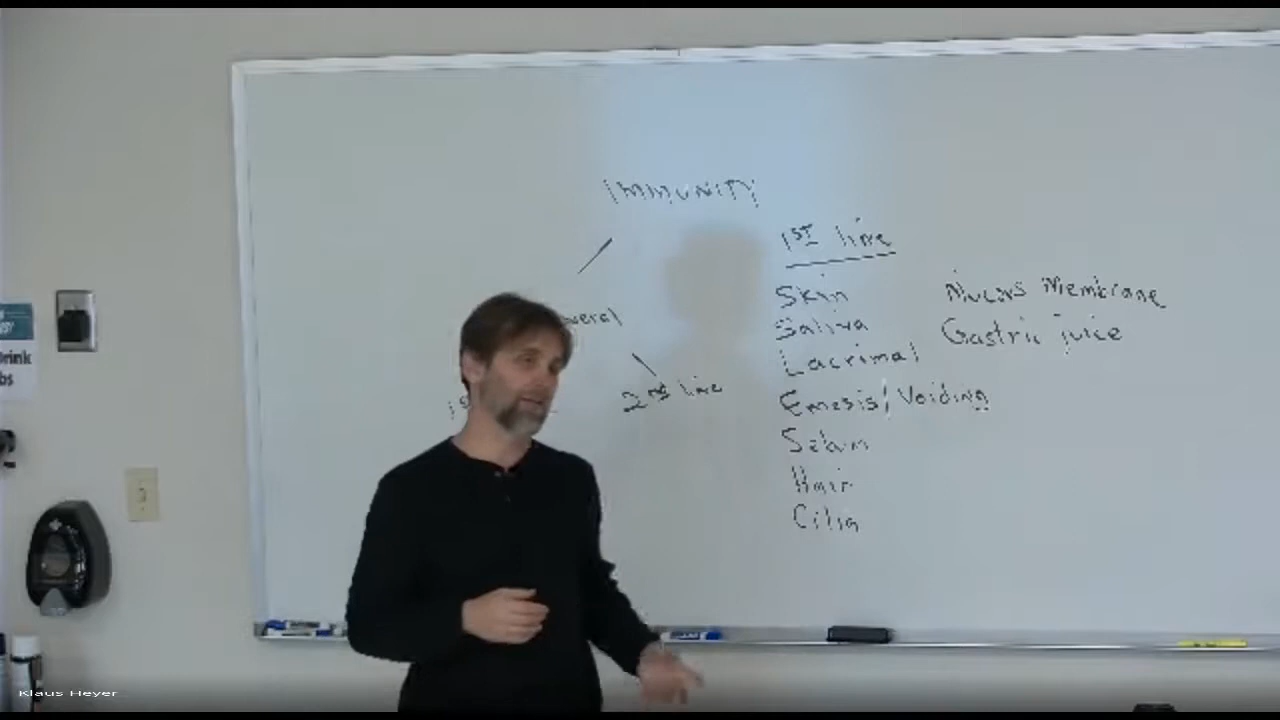 IMMUNITY
1ST line
Skin
Saliva
Lacrimal
Emesis/Voiding
Sebum
Hair
Cilia
Mucus Membrane
Gastric juice
2nd line
Drink
Klaus Heyer